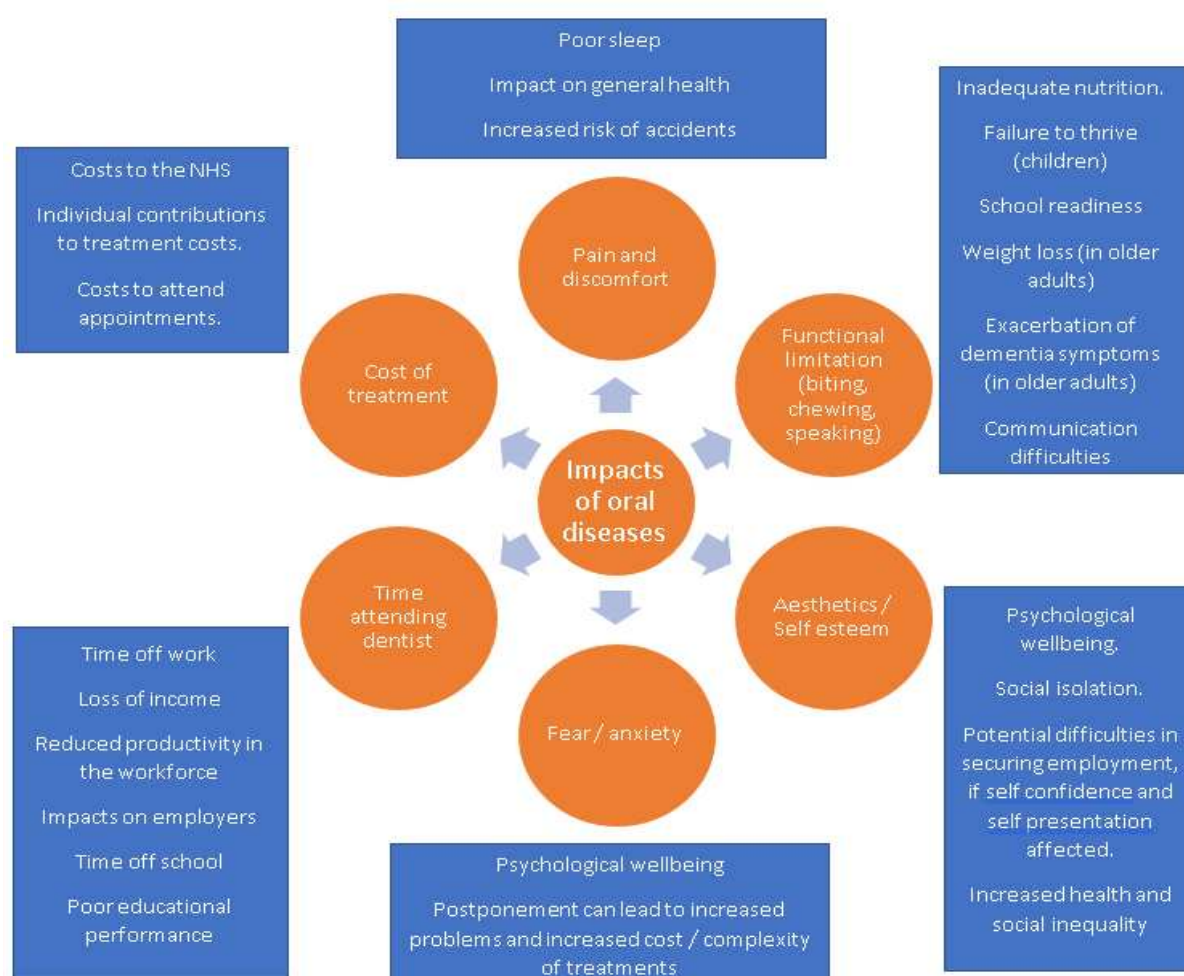 Poor sleep
Impact on general health
Increased risk of accidents
Inadequate nutrition.
Failure to thrive
(children)
School readiness
Weight loss (in older
adults)
Exacerbation of
dementia symptoms
(in older adults)
Communication
difficulties
Costs to the NHS
Individual contributions
to treatment costs.
Costs to attend
appointments.
Pain and
discomfort
Functional
limitation
(biting,
chewing,
speaking)
Cost of
treatment
Impacts
of oral
diseases
Time
attending
dentist
Aesthetics /
Self esteem
Fear / anxiety
Time off work
Loss of income
Reduced productivity in
the workforce
Impacts on employers
Time off school
Poor educational
performance
Psychological
wellbeing.
Social isolation.
Potential difficulties in
securing employment,
if self confidence and
self presentation
affected.
Increased health and
social inequality
Psychological wellbeing
Postponement can lead to increased
problems and increased cost / complexity
of treatments